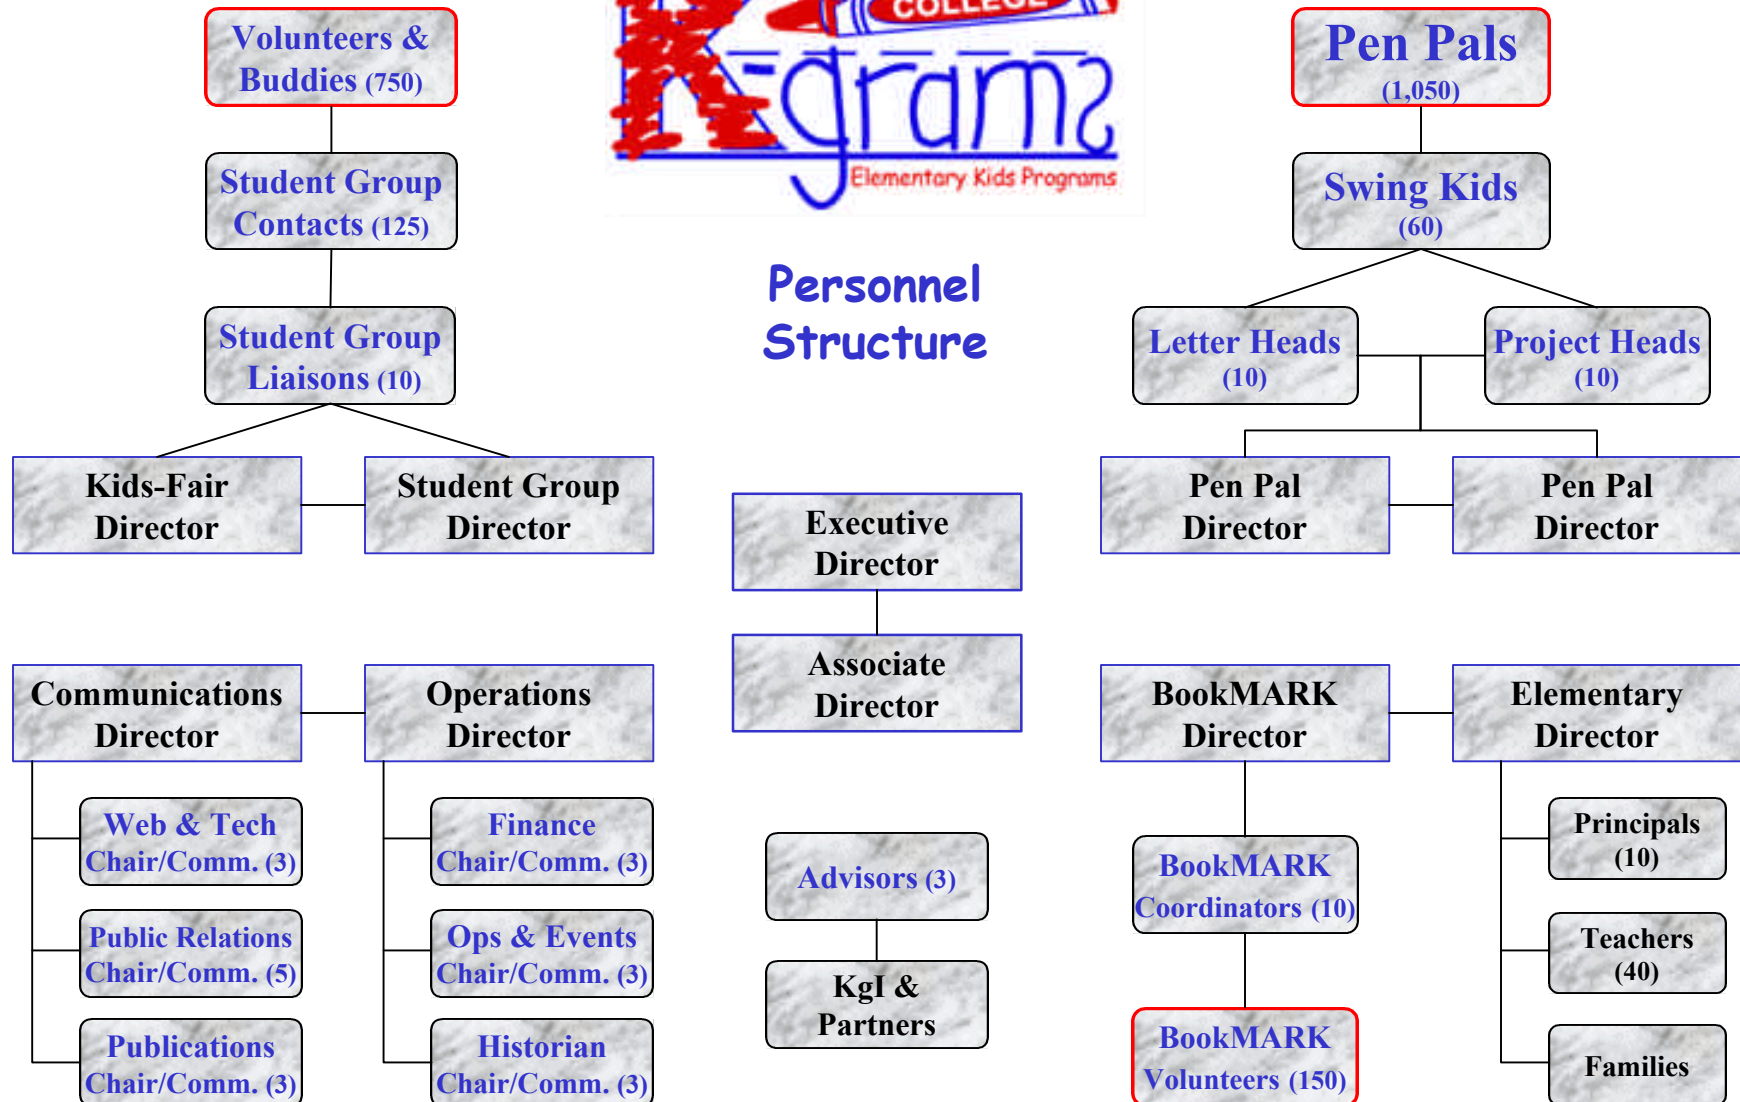 COLLEGE
K-grams
Elementary Kids Programs
Personnel
Structure
Volunteers &
Buddies (750)
Student Group
Contacts (125)
Student Group
Liaisons (10)
Kids-Fair
Director
Student Group
Director
Pen Pals
(1,050)
Swing Kids
(60)
Letter Heads
(10)
Project Heads
(10)
Pen Pal
Director
Pen Pal
Director
Executive
Director
Associate
Director
Communications
Director
Web & Tech
Chair/Comm. (3)
Public Relations
Chair/Comm. (5)
Publications
Chair/Comm. (3)
Operations
Director
Finance
Chair/Comm. (3)
Ops & Events
Chair/Comm. (3)
Historian
Chair/Comm. (3)
Advisors (3)
KgI &
Partners
BookMARK
Director
BookMARK
Coordinators (10)
BookMARK
Volunteers (150)
Elementary
Director
Principals
(10)
Teachers
(40)
Families